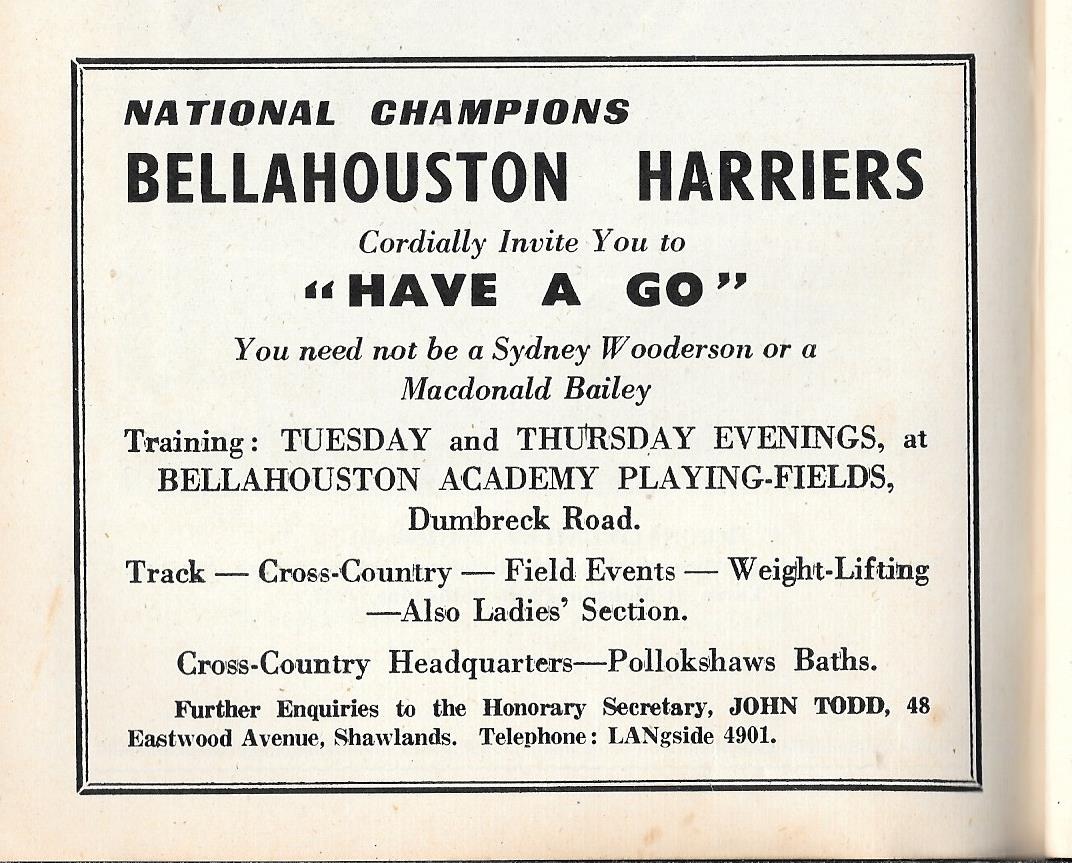 NATIONAL CHAMPIONS
BELLAHOUSTON HARRIERS
Cordially Invite You to
“HAVE A GO”
You need not be a Sydney Wooderson or a
Macdonald Bailey
Training: TUESDAY and THURSDAY EVENINGS, at
BELLAHOUSTON ACADEMY PLAYING-FIELDS,
Dumbreck Road.
Track — Cross-Country — Field Events — Weight-Lifting
—Also Ladies’ Section.
Cross-Country Headquarters—Pollokshaws Baths.
Further Enquiries to the Honorary Secretary, JOHN TODD, 48
Eastwood Avenue, Shawlands. Telephone: LANgside 4901.